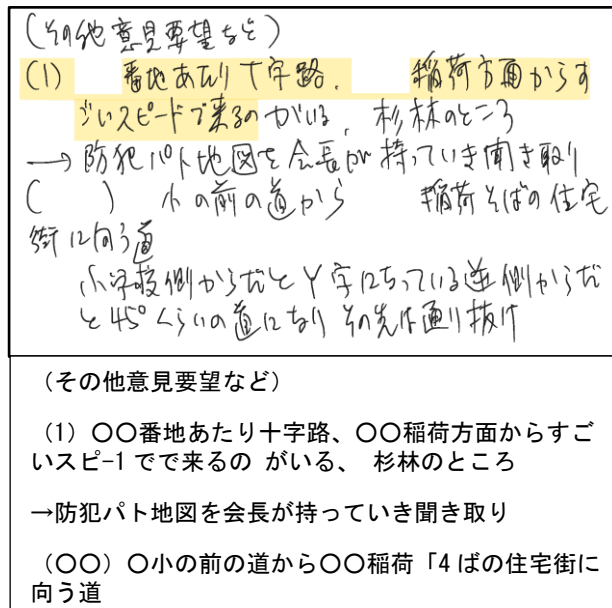 (その他意見要望など)
(1) 番地あたり十字路、 稲荷方面からす
ごいスピードで来るのがいる、杉林のところ
→防犯パト地図を会長が持っていき聞き取り
( ) 小の前の道から 稲荷そばの住宅
街に向う道
小学校側からだとY字になっている逆側からだ
と45°くらいの道になりその先は通り抜け
(その他意見要望など)
(1) 〇〇番地あたり十字路、〇〇稲荷方面からすご
いスピ-1 でで来るの がいる、 杉林のところ
→防犯パト地図を会長が持っていき聞き取り
(〇〇) 〇小の前の道から〇〇稲荷「4 ばの住宅街に
向う道